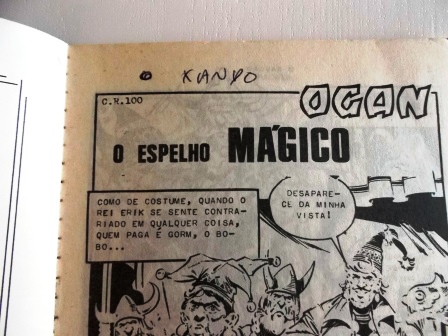 KANDO
C.R.100
OGAN
O ESPELHO MÁGICO
COMO DE COSTUME, QUANDO O
REI ERIK SE SENTE CONTRA-
RIADO EM QUALQUER COISA,
QUEM PAGA É GORM, O BO-
BO...
DESAPARE-
CE DA MINHA
VISTA!